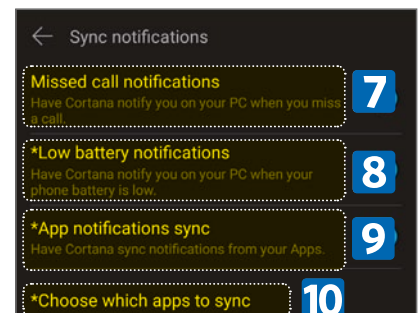 ← Sync notifications
Missed call notifications
7
Have Cortana notify you on your PC when you miss
a call.
*Low battery notifications
8
Have Cortana notify you on your PC when your
phone battery is low.
*App notifications sync
9
Have Cortana sync notifications from your Apps.
*Choose which apps to sync
10